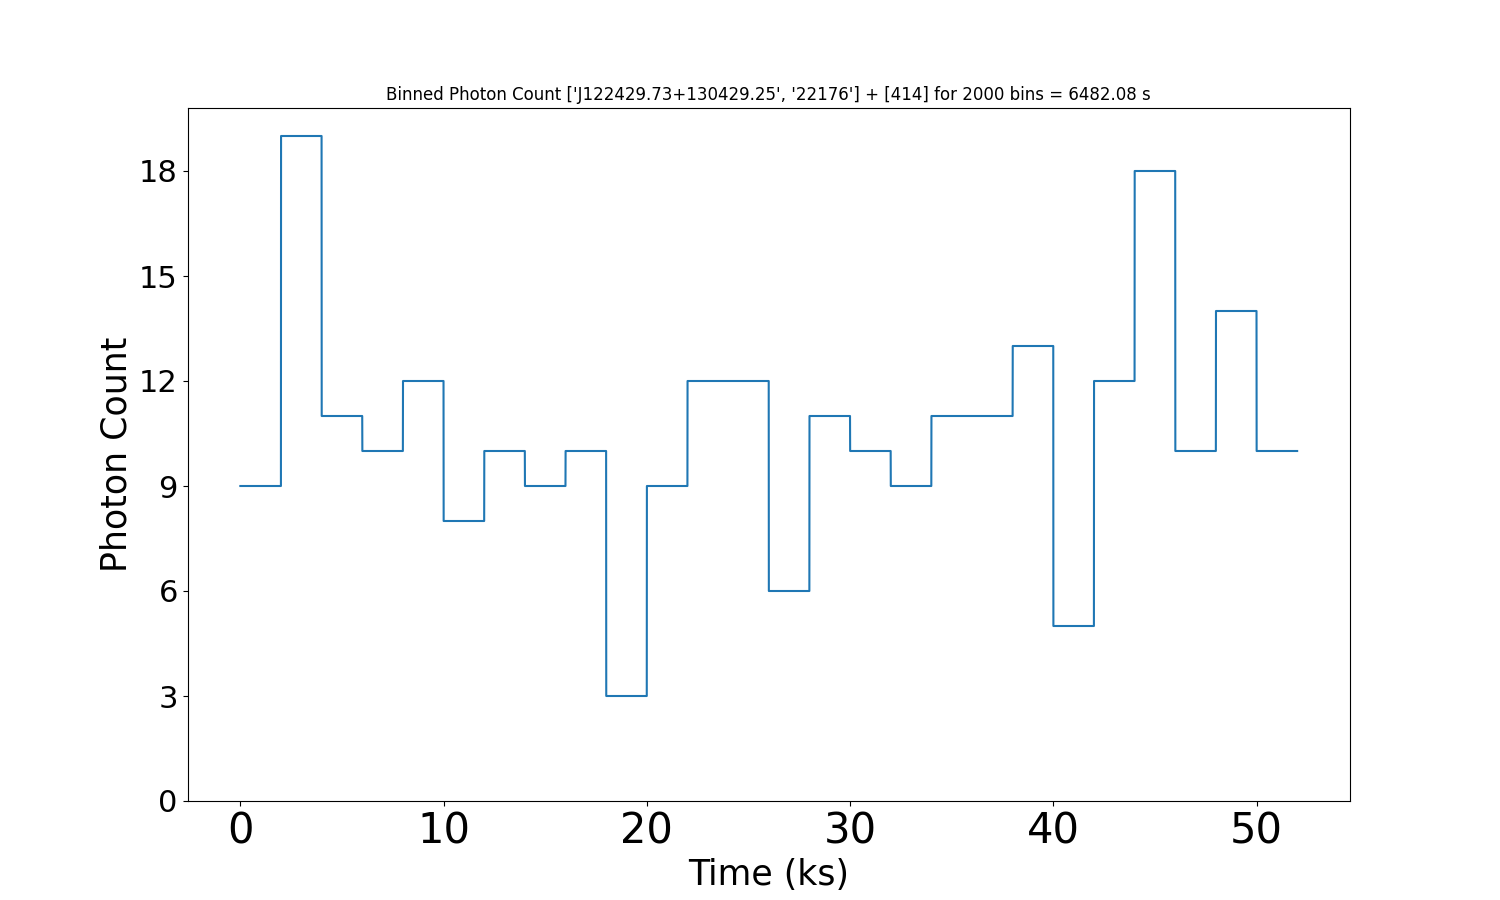 Binned Photon Count ['J122429.73+130429.25', '22176'] + [414] for 2000 bins = 6482.08 s
18
15
12
9
6
3
0
Photon Count
0 10 20 30 40 50
Time (ks)